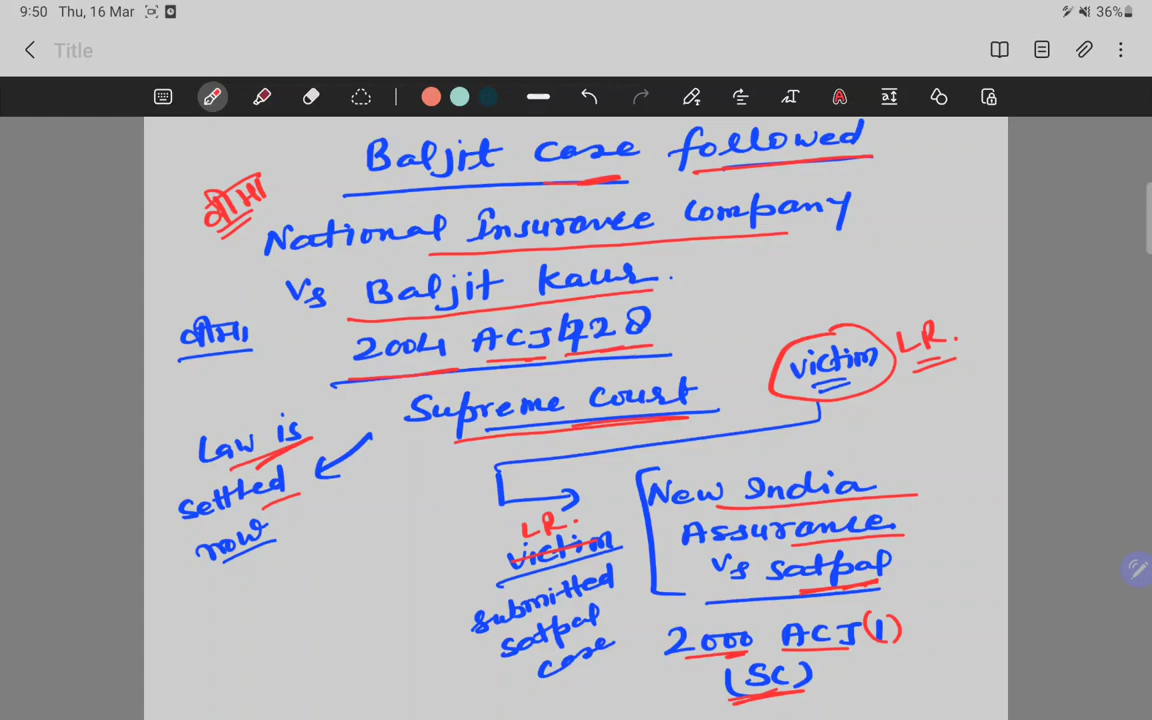 9:50 Thu, 16 Mar
36%
Title
Baljit case followed
बीमा
National Insurance Company
Vs Baljit Kaur.
बीमा
2004 ACJ 428
victim LR.
Supreme Court
Law is
settled
now
New India
Assurance.
Vs satpal
LR.
victim
submitted
satpal
case
2000 ACJ (1)
(SC)